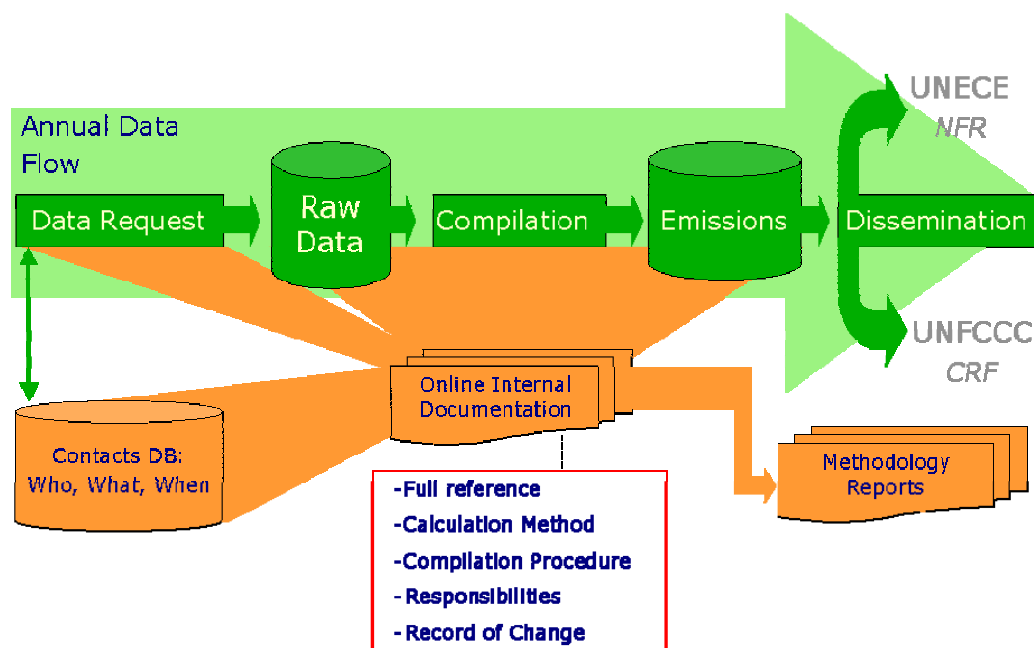 Annual Data
Flow
UNECE
NFR
Data Request
Raw
Data
Compilation
Emissions
Dissemination
UNFCCC
CRF
Online Internal
Documentation
Contacts DB:
Who, What, When
Methodology
Reports
-Full reference
-Calculation Method
-Compilation Procedure
-Responsibilities
-Record of Change